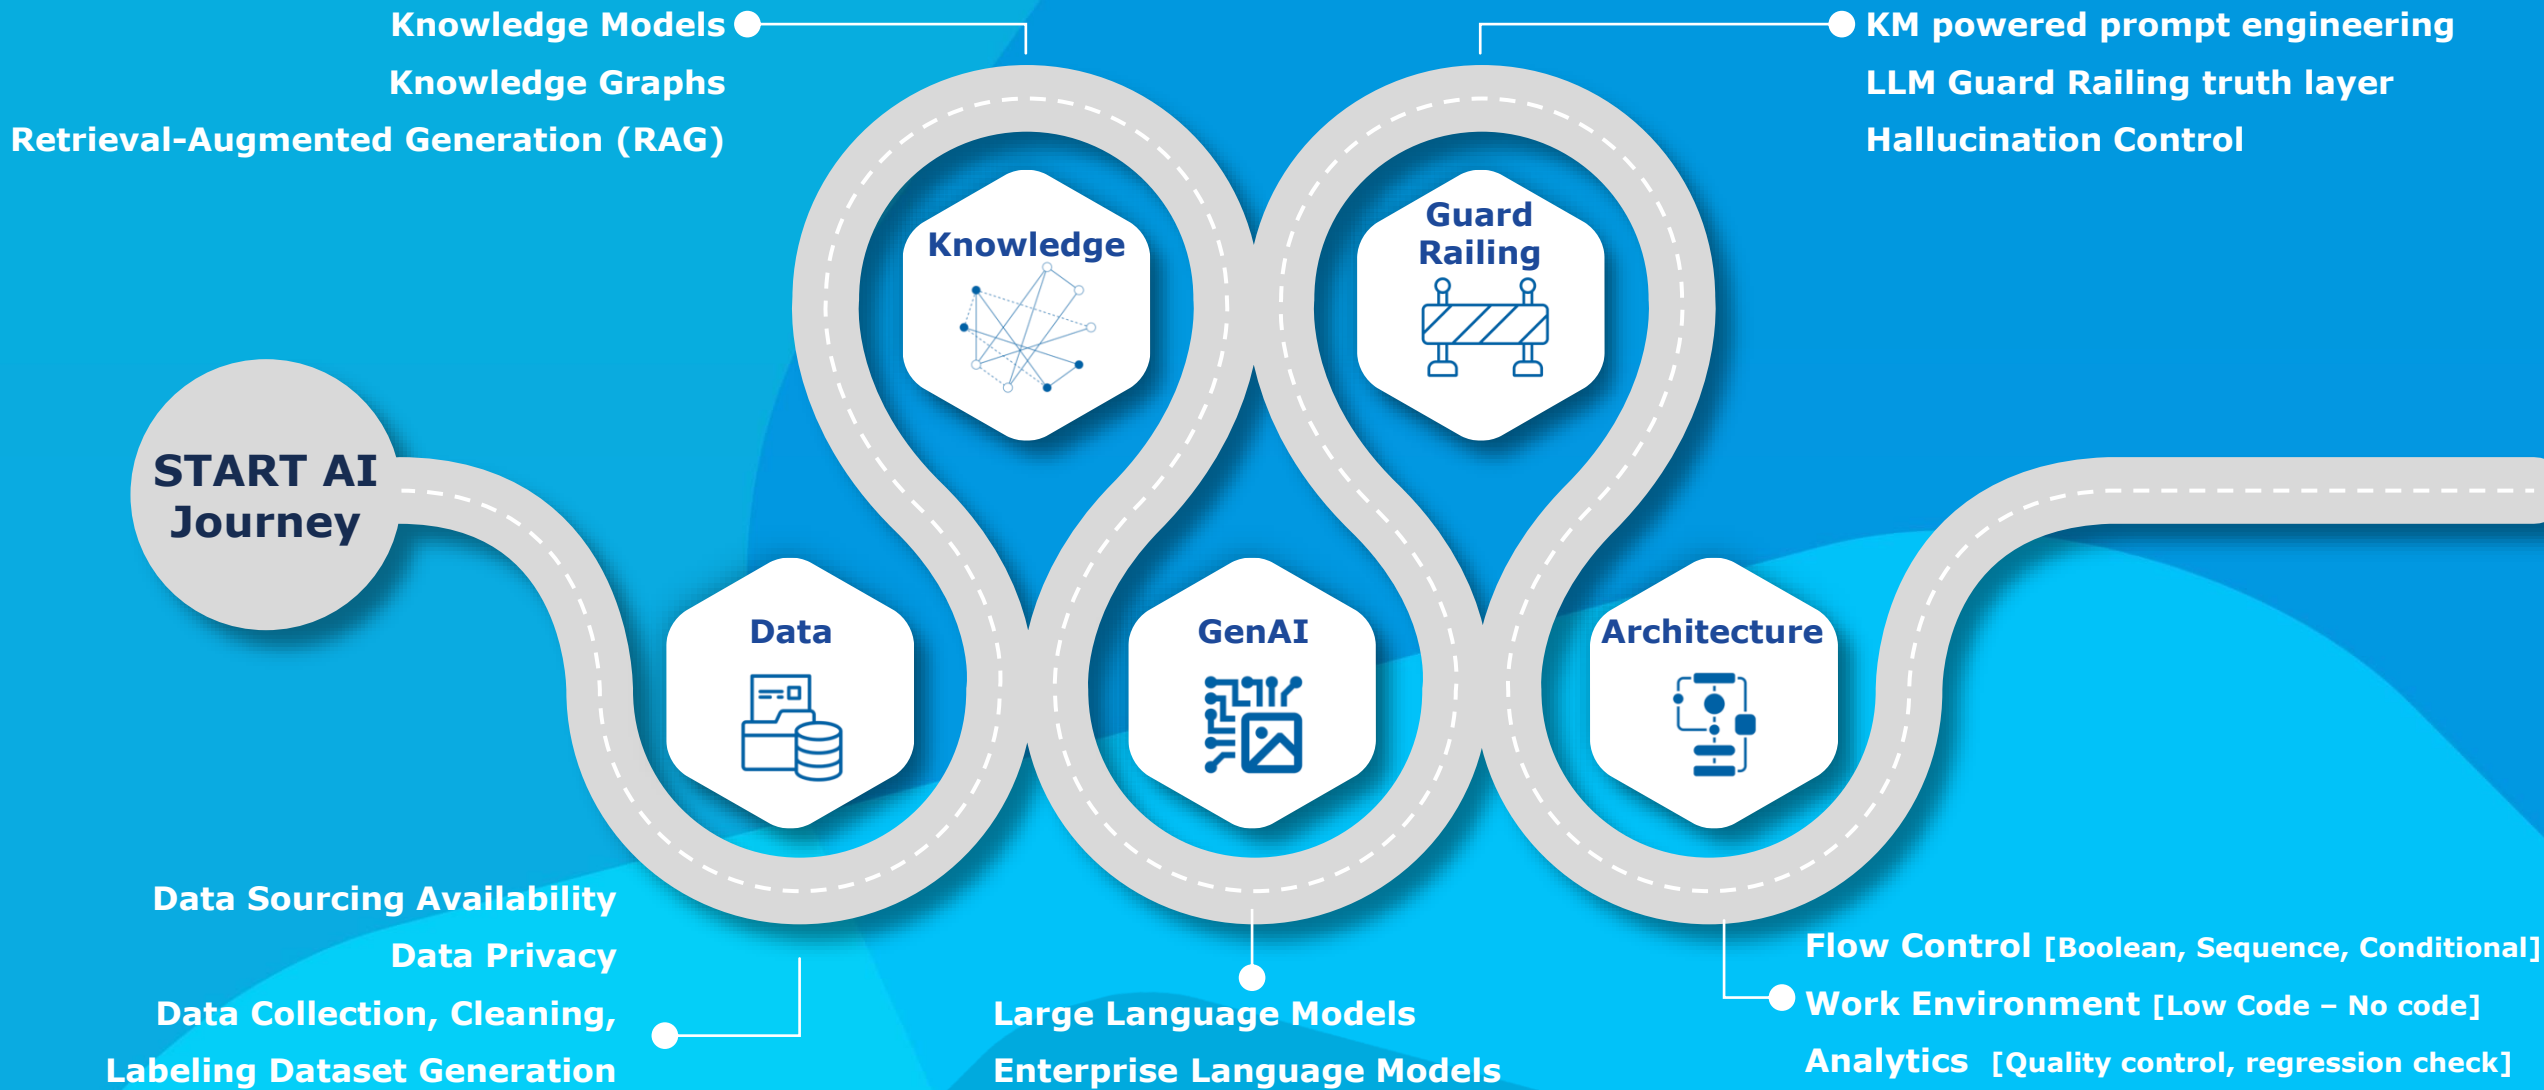 Knowledge Models
Knowledge Graphs
Retrieval-Augmented Generation (RAG)
KM powered prompt engineering
LLM Guard Railing truth layer
Hallucination Control
Knowledge
Guard
Railing
START AI
Journey
Data
GenAI
Architecture
Data Sourcing Availability
Data Privacy
Data Collection, Cleaning,
Labeling Dataset Generation
Large Language Models
Enterprise Language Models
Flow Control [Boolean, Sequence, Conditional]
Work Environment [Low Code – No code]
Analytics [Quality control, regression check]